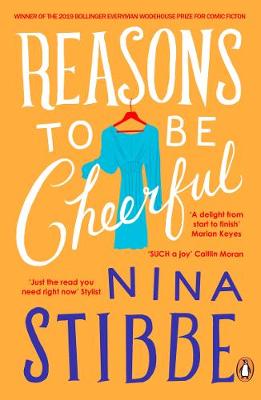 WINNER OF THE 2019 BOLLINGER EVERYMAN WODEHOUSE PRIZE FOR COMIC FICTION
REASONS
TO BE
Cheerful
'A delight from
start to finish'
Marian Keyes
'SUCH a joy' Caitlin Moran
'Just the read you
need right now' Stylist
NINA
STIBBE